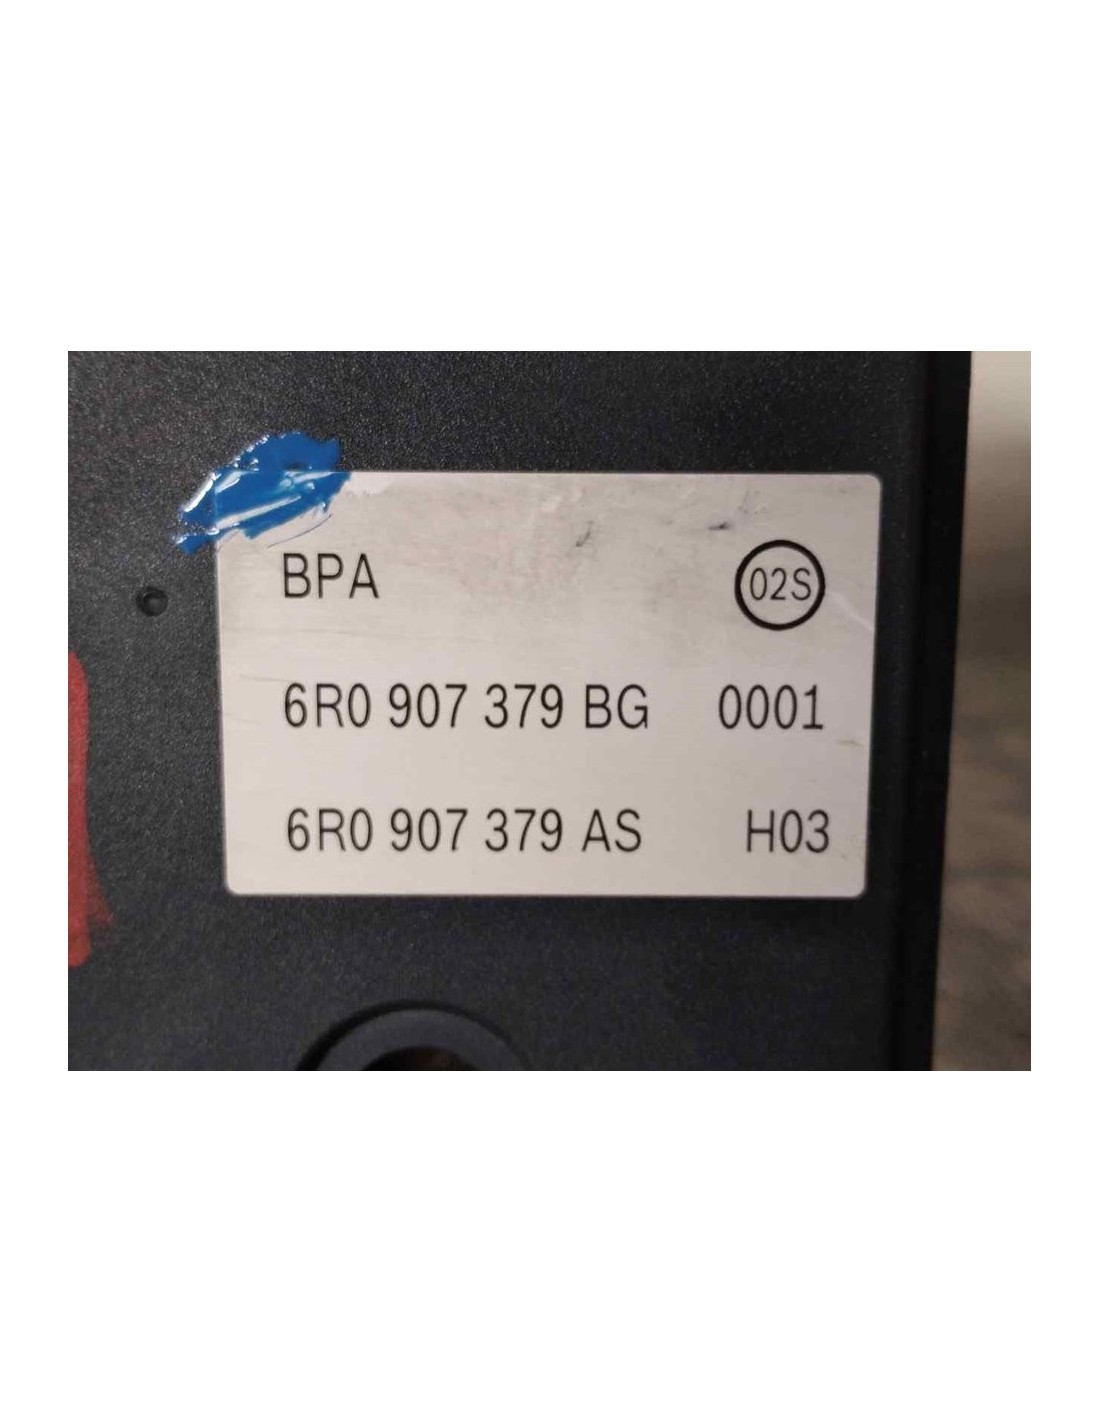 BPA 02S
6R0 907 379 BG 0001
6R0 907 379 AS H03